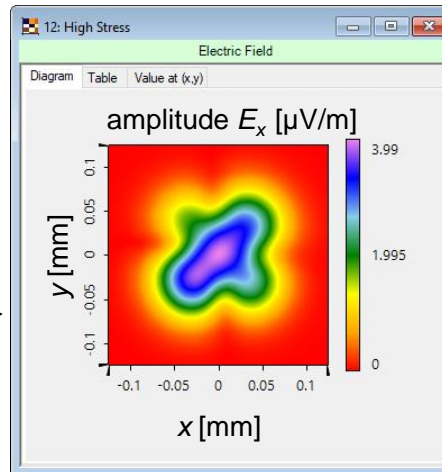 12: High Stress
Electric Field
Diagram Table Value at (x,y)
amplitude Eₓ [µV/m]
3.99
1.995
0
y [mm]
0.1
0.05
0
-0.05
-0.1
-0.1 -0.05 0 0.05 0.1
x [mm]